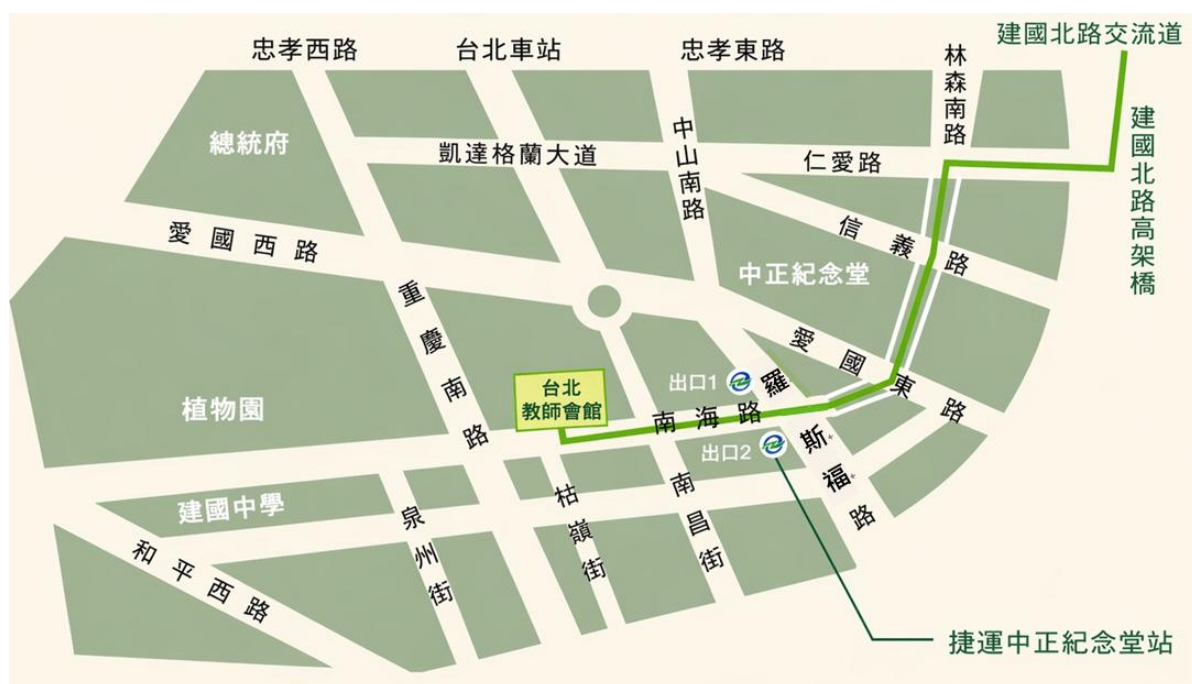 忠孝西路
台北車站
忠孝東路
林森南路
建國北路交流道
建國北路高架橋
總統府
凱達格蘭大道
中山南路
仁愛路
愛國西路
信義路
中正紀念堂
重慶南路
愛國東路
植物園
台北
教師會館
出口1
羅斯福路
南海路
出口2
建國中學
泉州街
枯嶺街
南昌街
和平西路
捷運中正紀念堂站